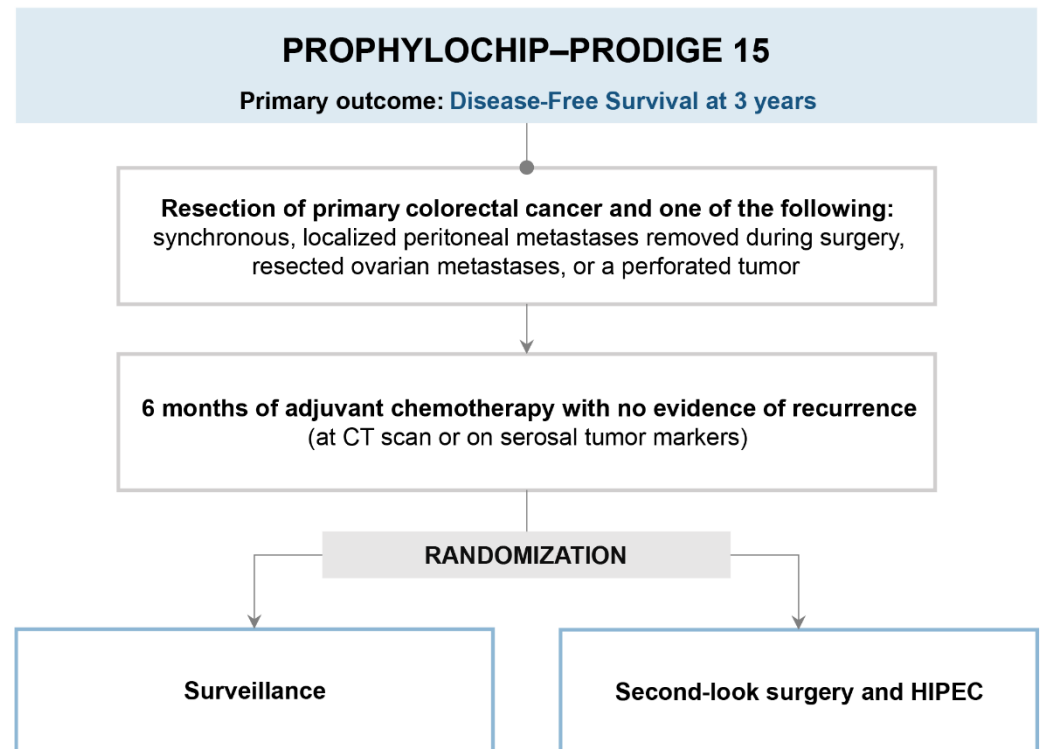 PROPHYLOCHIP–PRODIGE 15
Primary outcome: Disease-Free Survival at 3 years
Resection of primary colorectal cancer and one of the following:
synchronous, localized peritoneal metastases removed during surgery,
resected ovarian metastases, or a perforated tumor
6 months of adjuvant chemotherapy with no evidence of recurrence
(at CT scan or on serosal tumor markers)
RANDOMIZATION
Surveillance
Second-look surgery and HIPEC